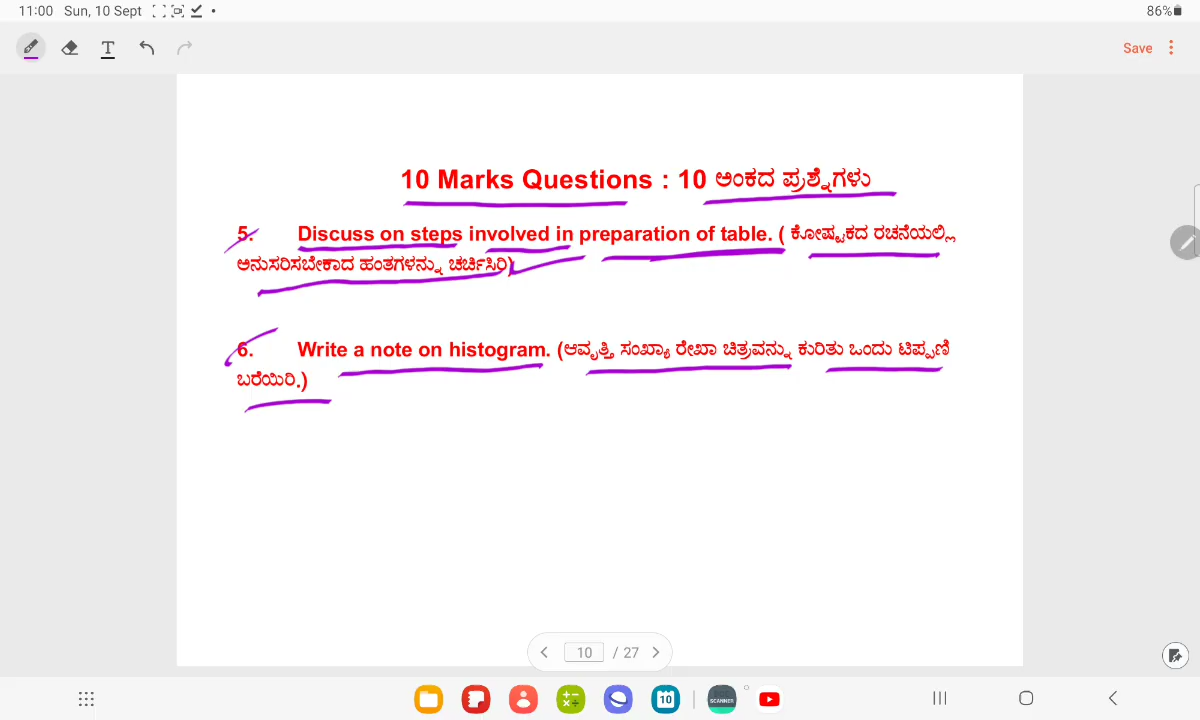 11:00 Sun, 10 Sept
86%
T
Save
10 Marks Questions : 10 ಅಂಕದ ಪ್ರಶ್ನೆಗಳು
5. Discuss on steps involved in preparation of table. ( ಕೋಷ್ಟಕದ ರಚನೆಯಲ್ಲಿ
ಅನುಸರಿಸಬೇಕಾದ ಹಂತಗಳನ್ನು ಚರ್ಚಿಸಿರಿ)
6. Write a note on histogram. (ಆವೃತ್ತಿ ಸಂಖ್ಯಾ ರೇಖಾ ಚಿತ್ರವನ್ನು ಕುರಿತು ಒಂದು ಟಿಪ್ಪಣಿ
ಬರೆಯಿರಿ.)
10 / 27
10
SCANNER